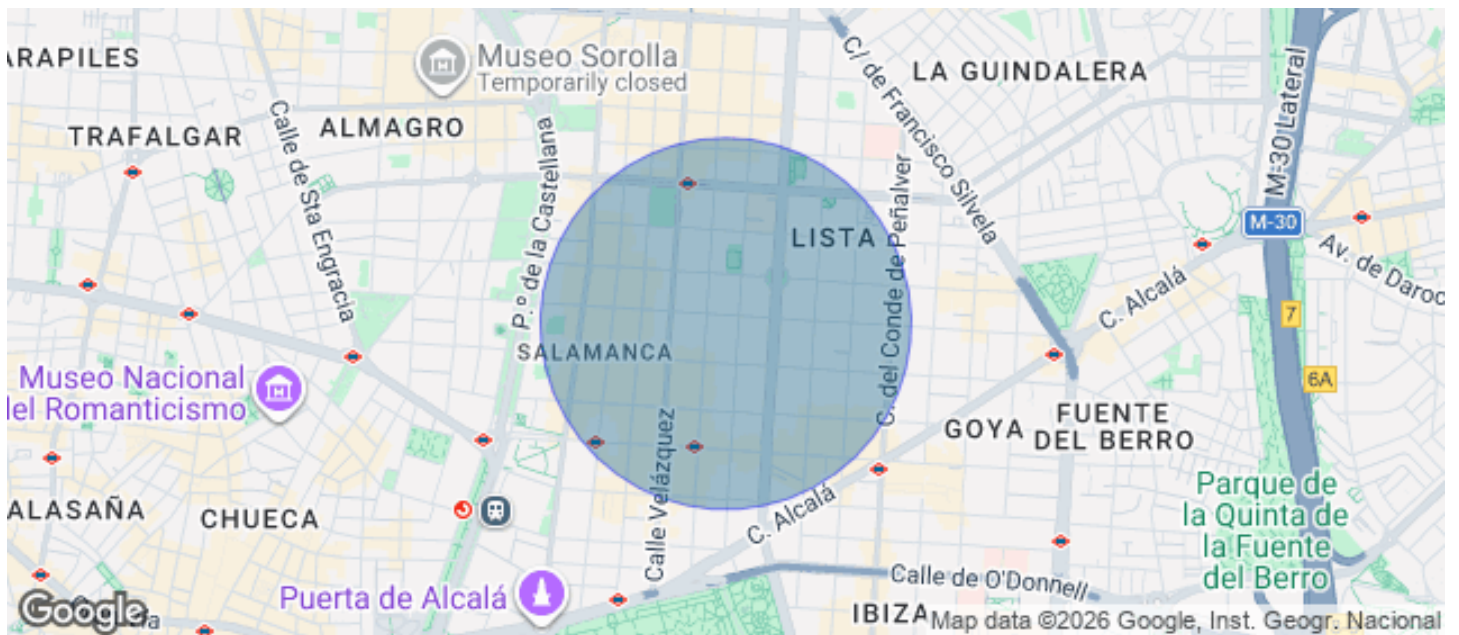 ARAPILES
Museo Sorolla
Temporarily closed
C/ de Francisco Silvela
LA GUINDALERA
M-30 Lateral
TRAFALGAR
ALMAGRO
Calle de Sta Engracia
P.º de la Castellana
LISTA
C. del Conde de Peñalver
M-30
Av. de Daroc
C. Alcalá
7
SALAMANCA
Museo Nacional
del Romanticismo
6A
Calle Velázquez
GOYA
FUENTE
DEL BERRO
ALASAÑA
CHUECA
C. Alcalá
Parque de
la Quinta de
la Fuente
del Berro
Puerta de Alcalá
Calle de O'Donnell
IBIZA
Google
Map data ©2026 Google, Inst. Geogr. Nacional